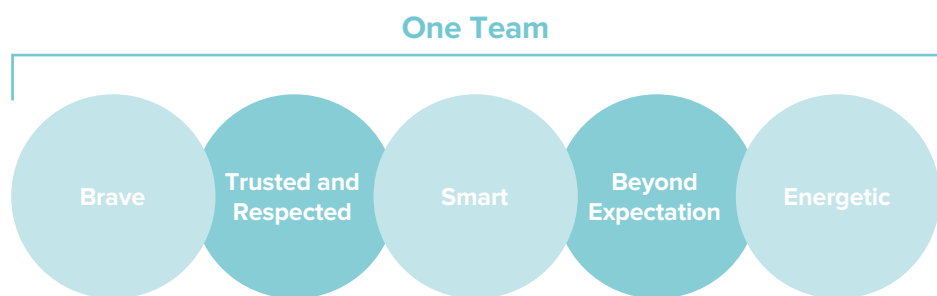 One Team
Brave
Trusted and
Respected
Smart
Beyond
Expectation
Energetic